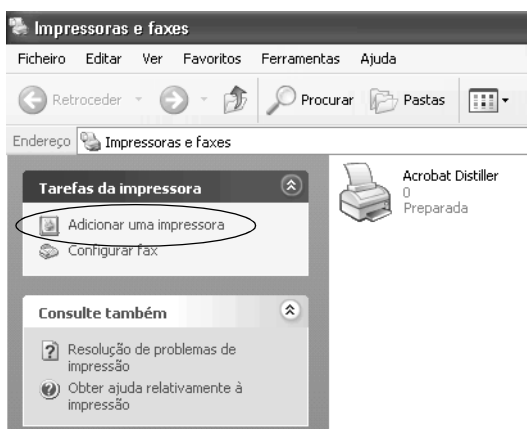 Impressoras e faxes
Ficheiro Editar Ver Favoritos Ferramentas Ajuda
Retroceder Procurar Pastas
Endereço Impressoras e faxes
Tarefas da impressora
Adicionar uma impressora
Configurar fax
Consulte também
Resolução de problemas de
impressão
Obter ajuda relativamente à
impressão
Acrobat Distiller
0
Preparada